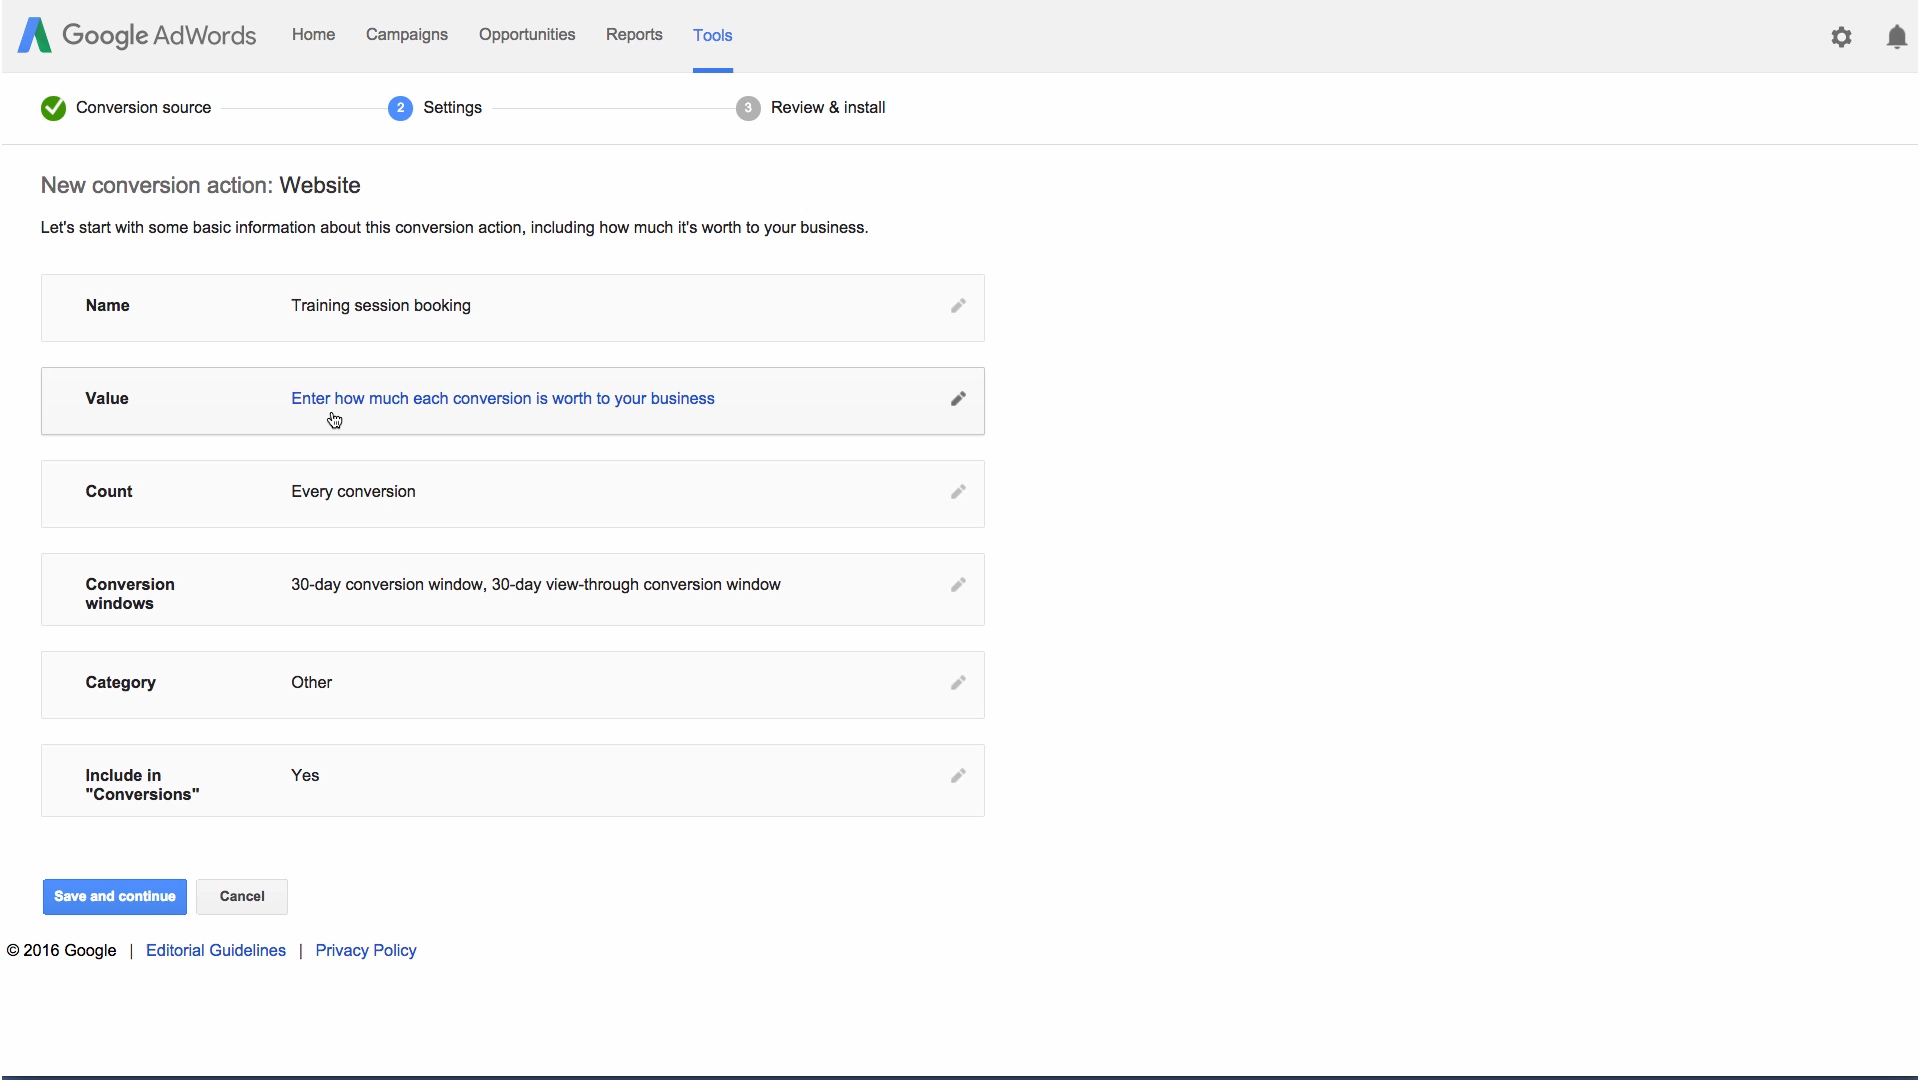 Google AdWords Home Campaigns Opportunities Reports Tools
Conversion source 2 Settings 3 Review & install
New conversion action: Website
Let's start with some basic information about this conversion action, including how much it's worth to your business.
Name Training session booking
Value Enter how much each conversion is worth to your business
Count Every conversion
Conversion 30-day conversion window, 30-day view-through conversion window
windows
Category Other
Include in Yes
"Conversions"
Save and continue Cancel
© 2016 Google | Editorial Guidelines | Privacy Policy